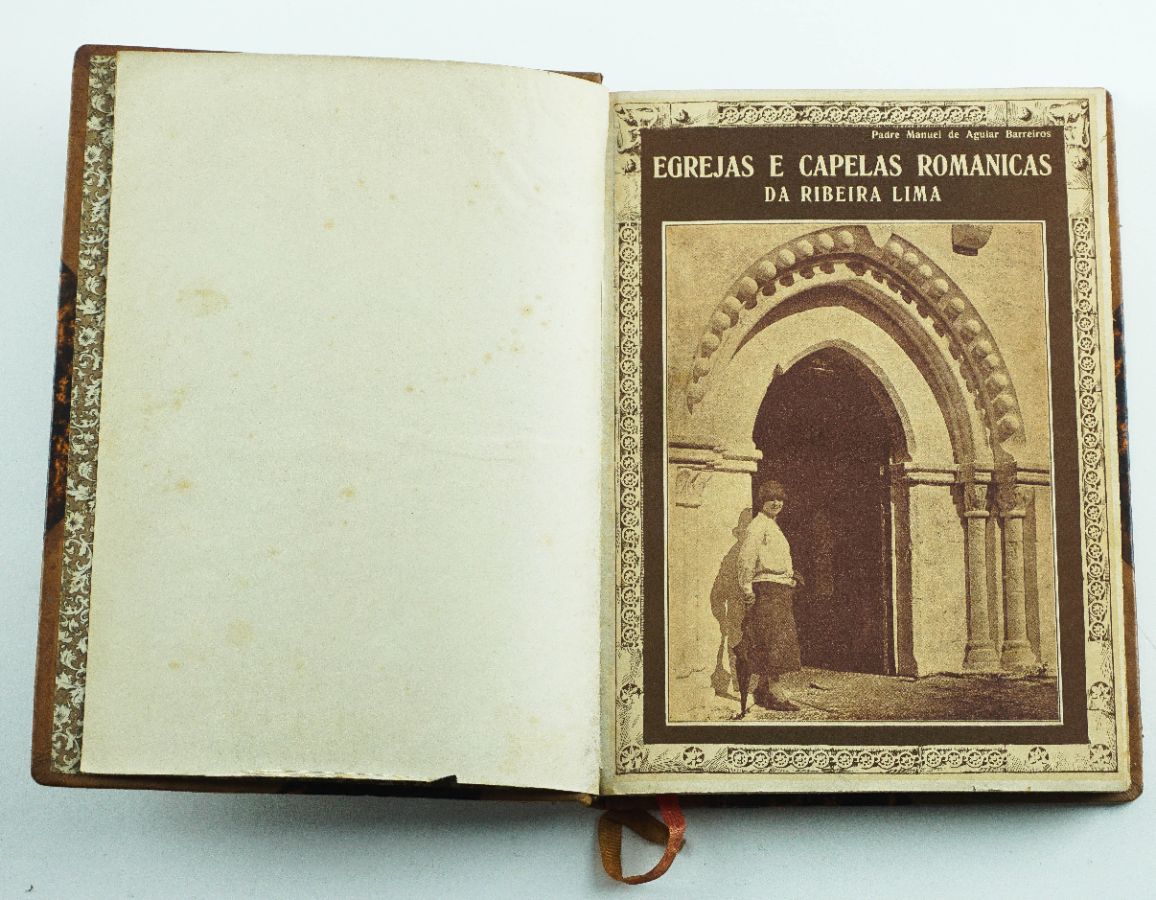 Padre Manuel de Aguiar Barreiros
EGREJAS E CAPELAS ROMANICAS
DA RIBEIRA LIMA